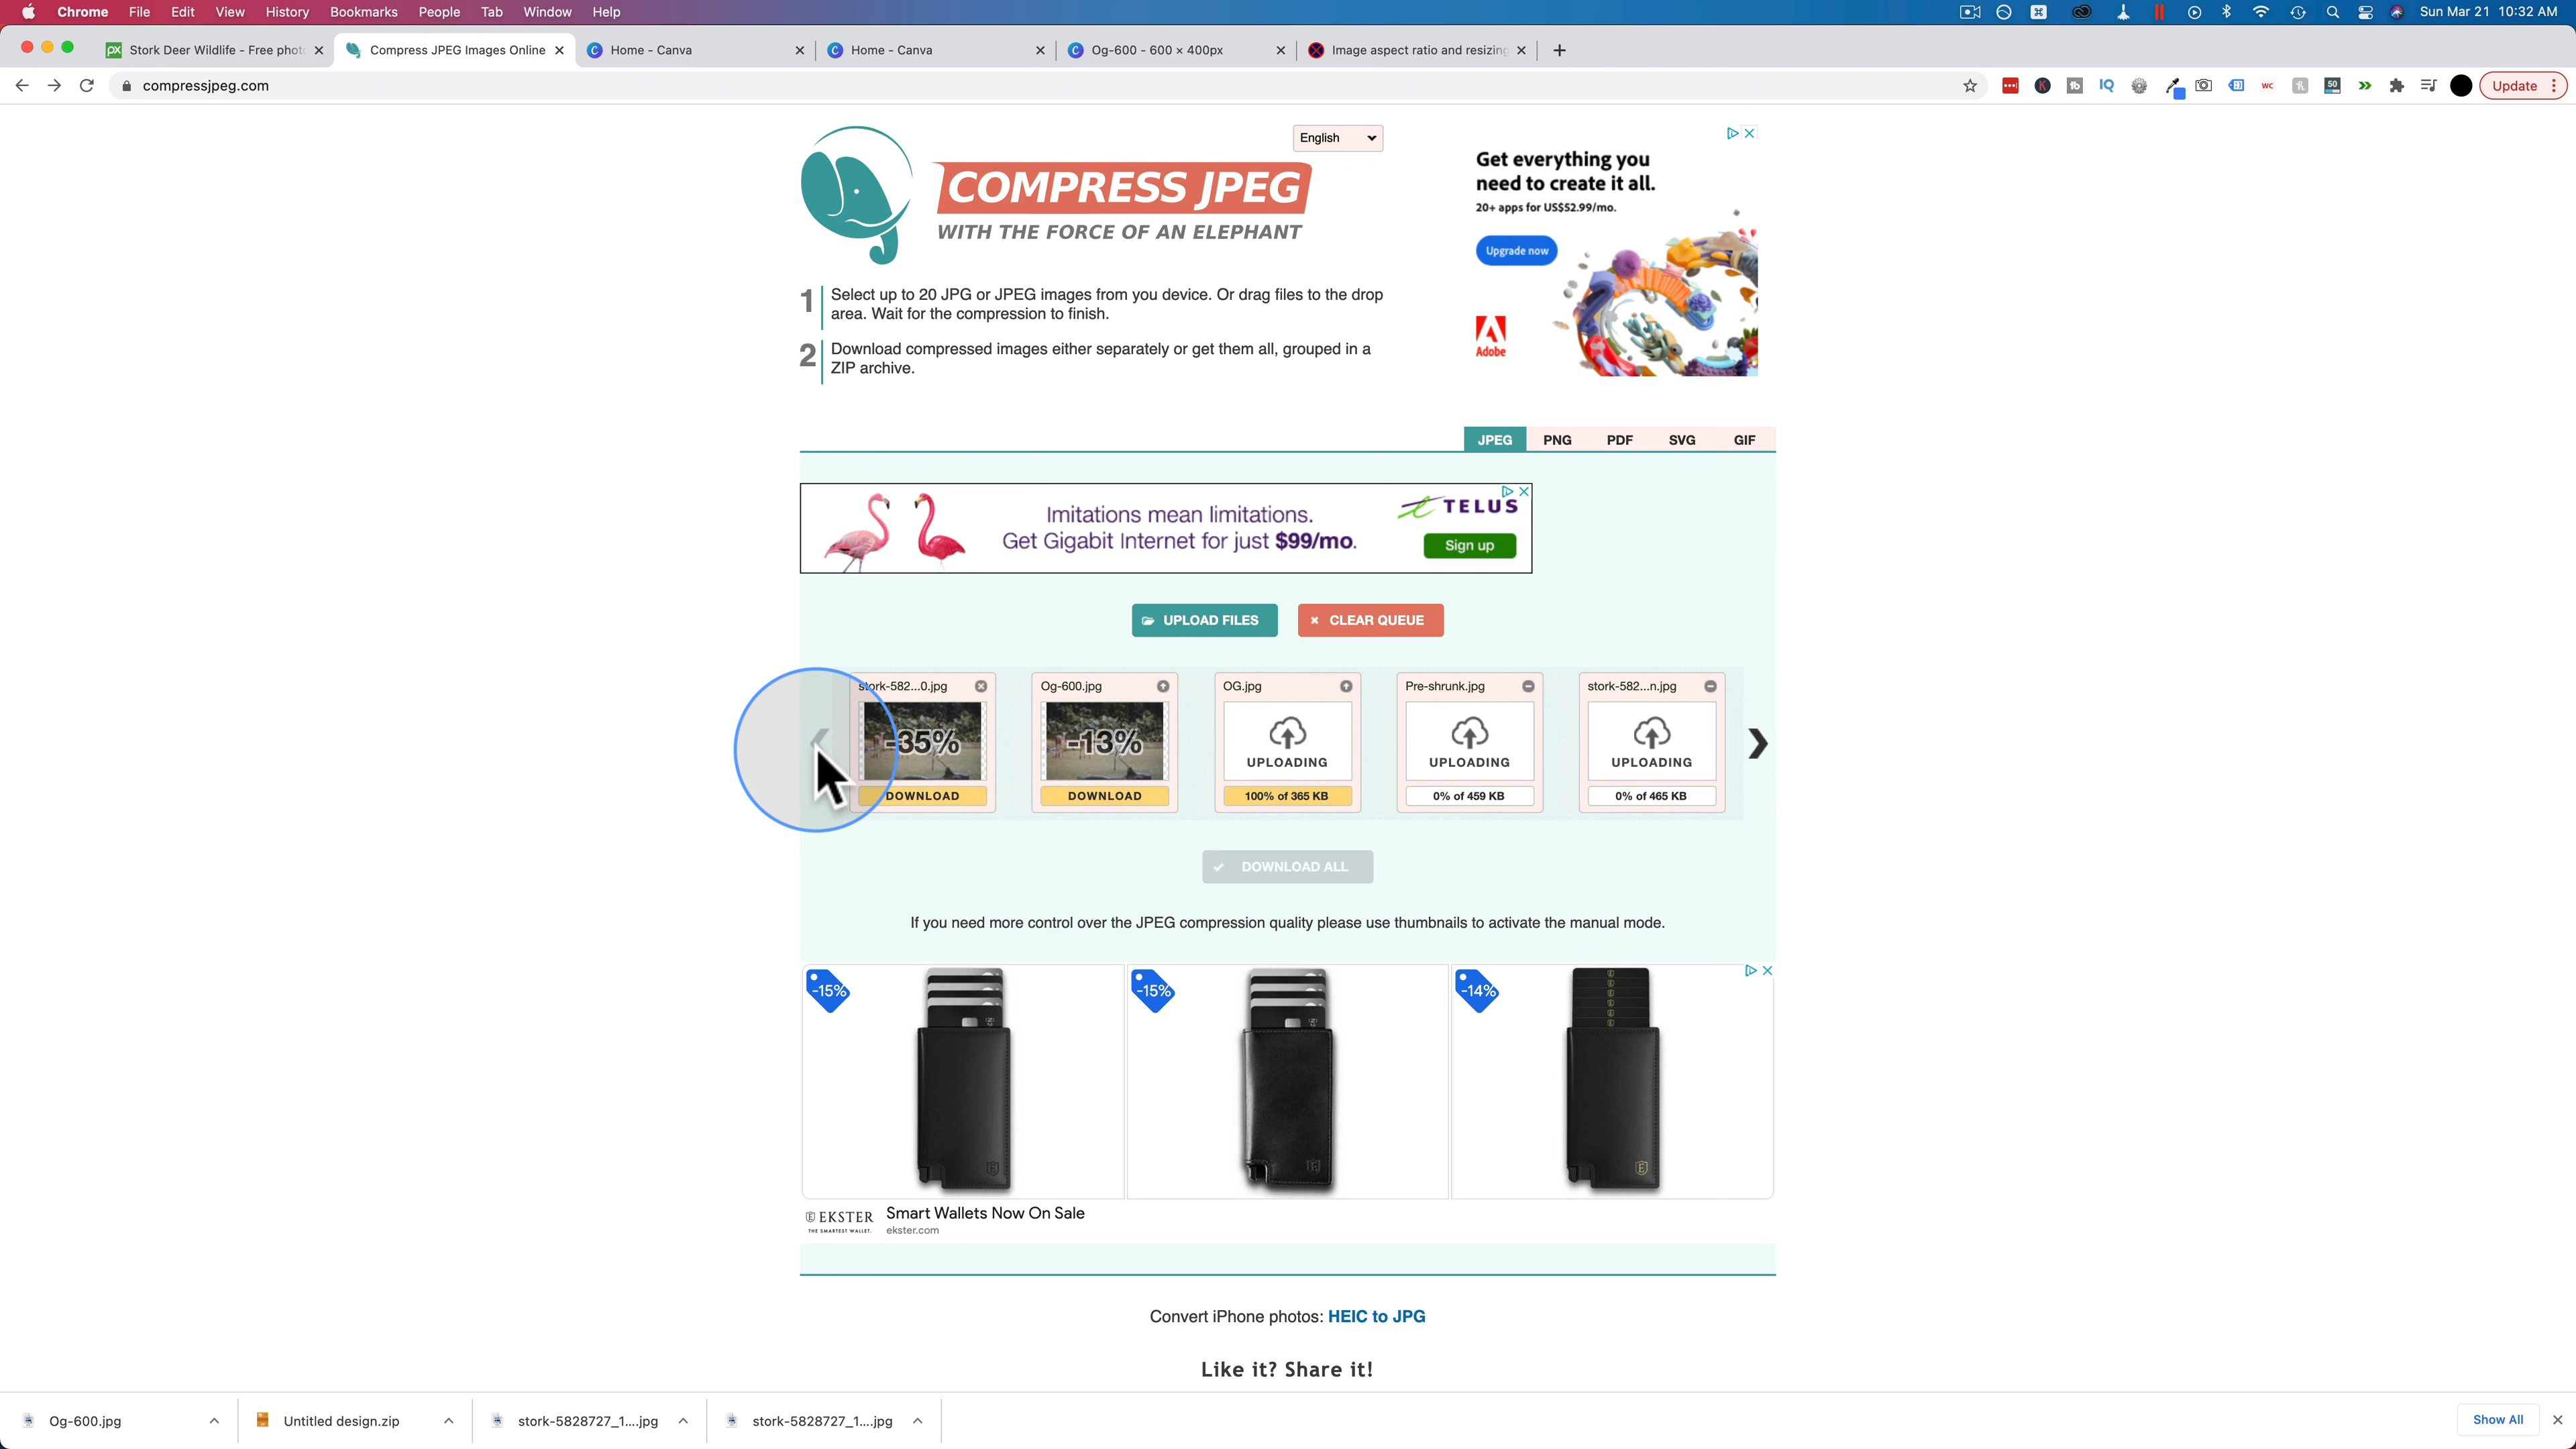 Chrome File Edit View History Bookmarks People Tab Window Help
Sun Mar 21 10:32 AM
Stork Deer Wildlife - Free phot
Compress JPEG Images Online
Home - Canva
Home - Canva
Og-600 - 600 × 400px
Image aspect ratio and resizing
compressjpeg.com
Update
English
COMPRESS JPEG
WITH THE FORCE OF AN ELEPHANT
Get everything you
need to create it all.
20+ apps for US$52.99/mo.
Upgrade now
Adobe
1 Select up to 20 JPG or JPEG images from you device. Or drag files to the drop
area. Wait for the compression to finish.
2 Download compressed images either separately or get them all, grouped in a
ZIP archive.
JPEG PNG PDF SVG GIF
Imitations mean limitations.
Get Gigabit Internet for just $99/mo.
TELUS
Sign up
UPLOAD FILES
CLEAR QUEUE
stork-582...0.jpg
-35%
DOWNLOAD
Og-600.jpg
-13%
DOWNLOAD
OG.jpg
UPLOADING
100% of 365 KB
Pre-shrunk.jpg
UPLOADING
0% of 459 KB
stork-582...n.jpg
UPLOADING
0% of 465 KB
DOWNLOAD ALL
If you need more control over the JPEG compression quality please use thumbnails to activate the manual mode.
-15%
-15%
-14%
EKSTER
THE SMARTEST WALLET.
Smart Wallets Now On Sale
ekster.com
Convert iPhone photos: HEIC to JPG
Like it? Share it!
Og-600.jpg
Untitled design.zip
stork-5828727_1....jpg
stork-5828727_1....jpg
Show All